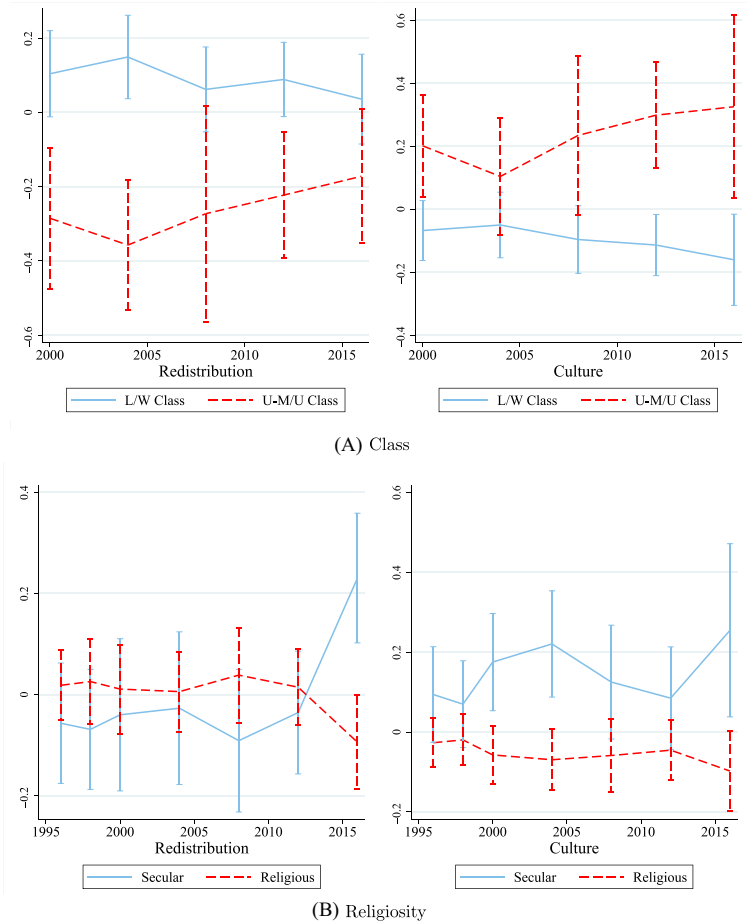 0.2
0
−0.2
−0.4
−0.6
2000 2005 2010 2015
Redistribution
L/W Class U-M/U Class
0.6
0.4
0.2
0
−0.2
−0.4
2000 2005 2010 2015
Culture
L/W Class U-M/U Class
(A) Class
0.4
0.2
0
−0.2
1995 2000 2005 2010 2015
Redistribution
Secular Religious
0.6
0.4
0.2
0
−0.2
1995 2000 2005 2010 2015
Culture
Secular Religious
(B) Religiosity